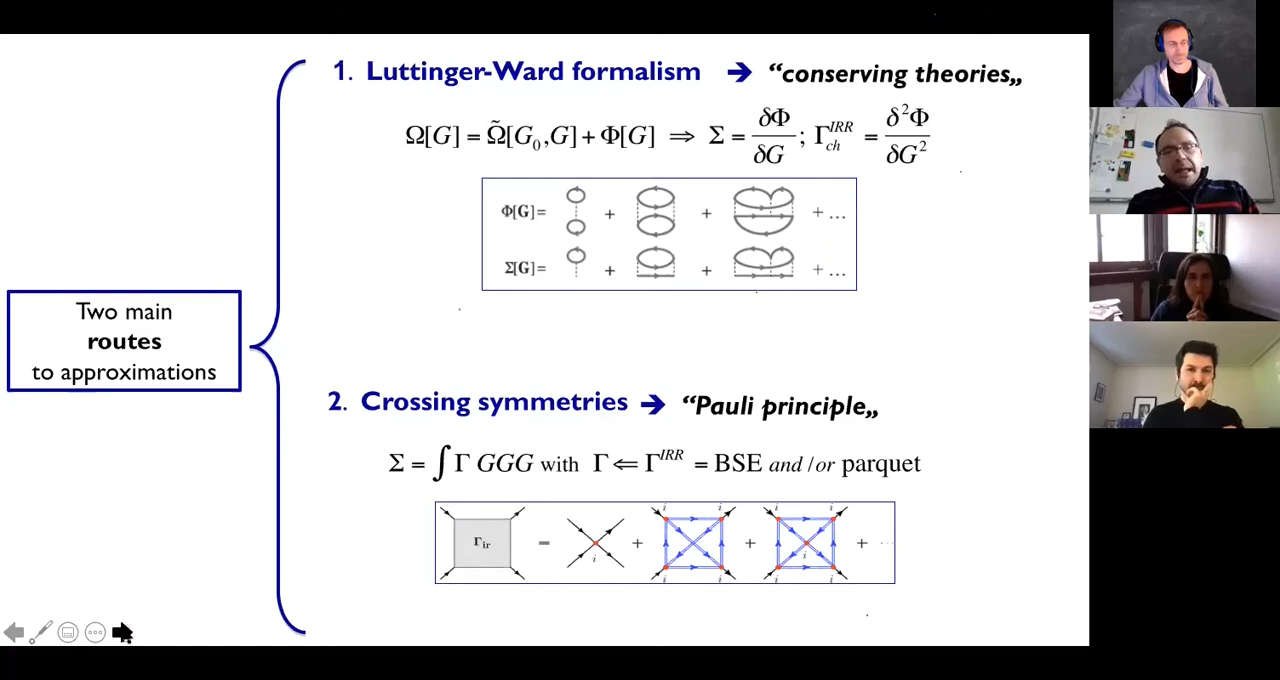 1. Luttinger-Ward formalism ➔ “conserving theories„
Ω[G] = Ω̃[G₀,G] + Φ[G] ⇒ Σ = δΦ/δG ; Γ_ch^IRR = δ²Φ/δG²
Φ[G]= + + + ...
Σ[G]= + + + ...
Two main
routes
to approximations
2. Crossing symmetries ➔ “Pauli principle„
Σ = ∫ Γ GGG with Γ ⇐ Γ^IRR = BSE and / or parquet
i i i i
Γir = + + + ...
i i
i i i i